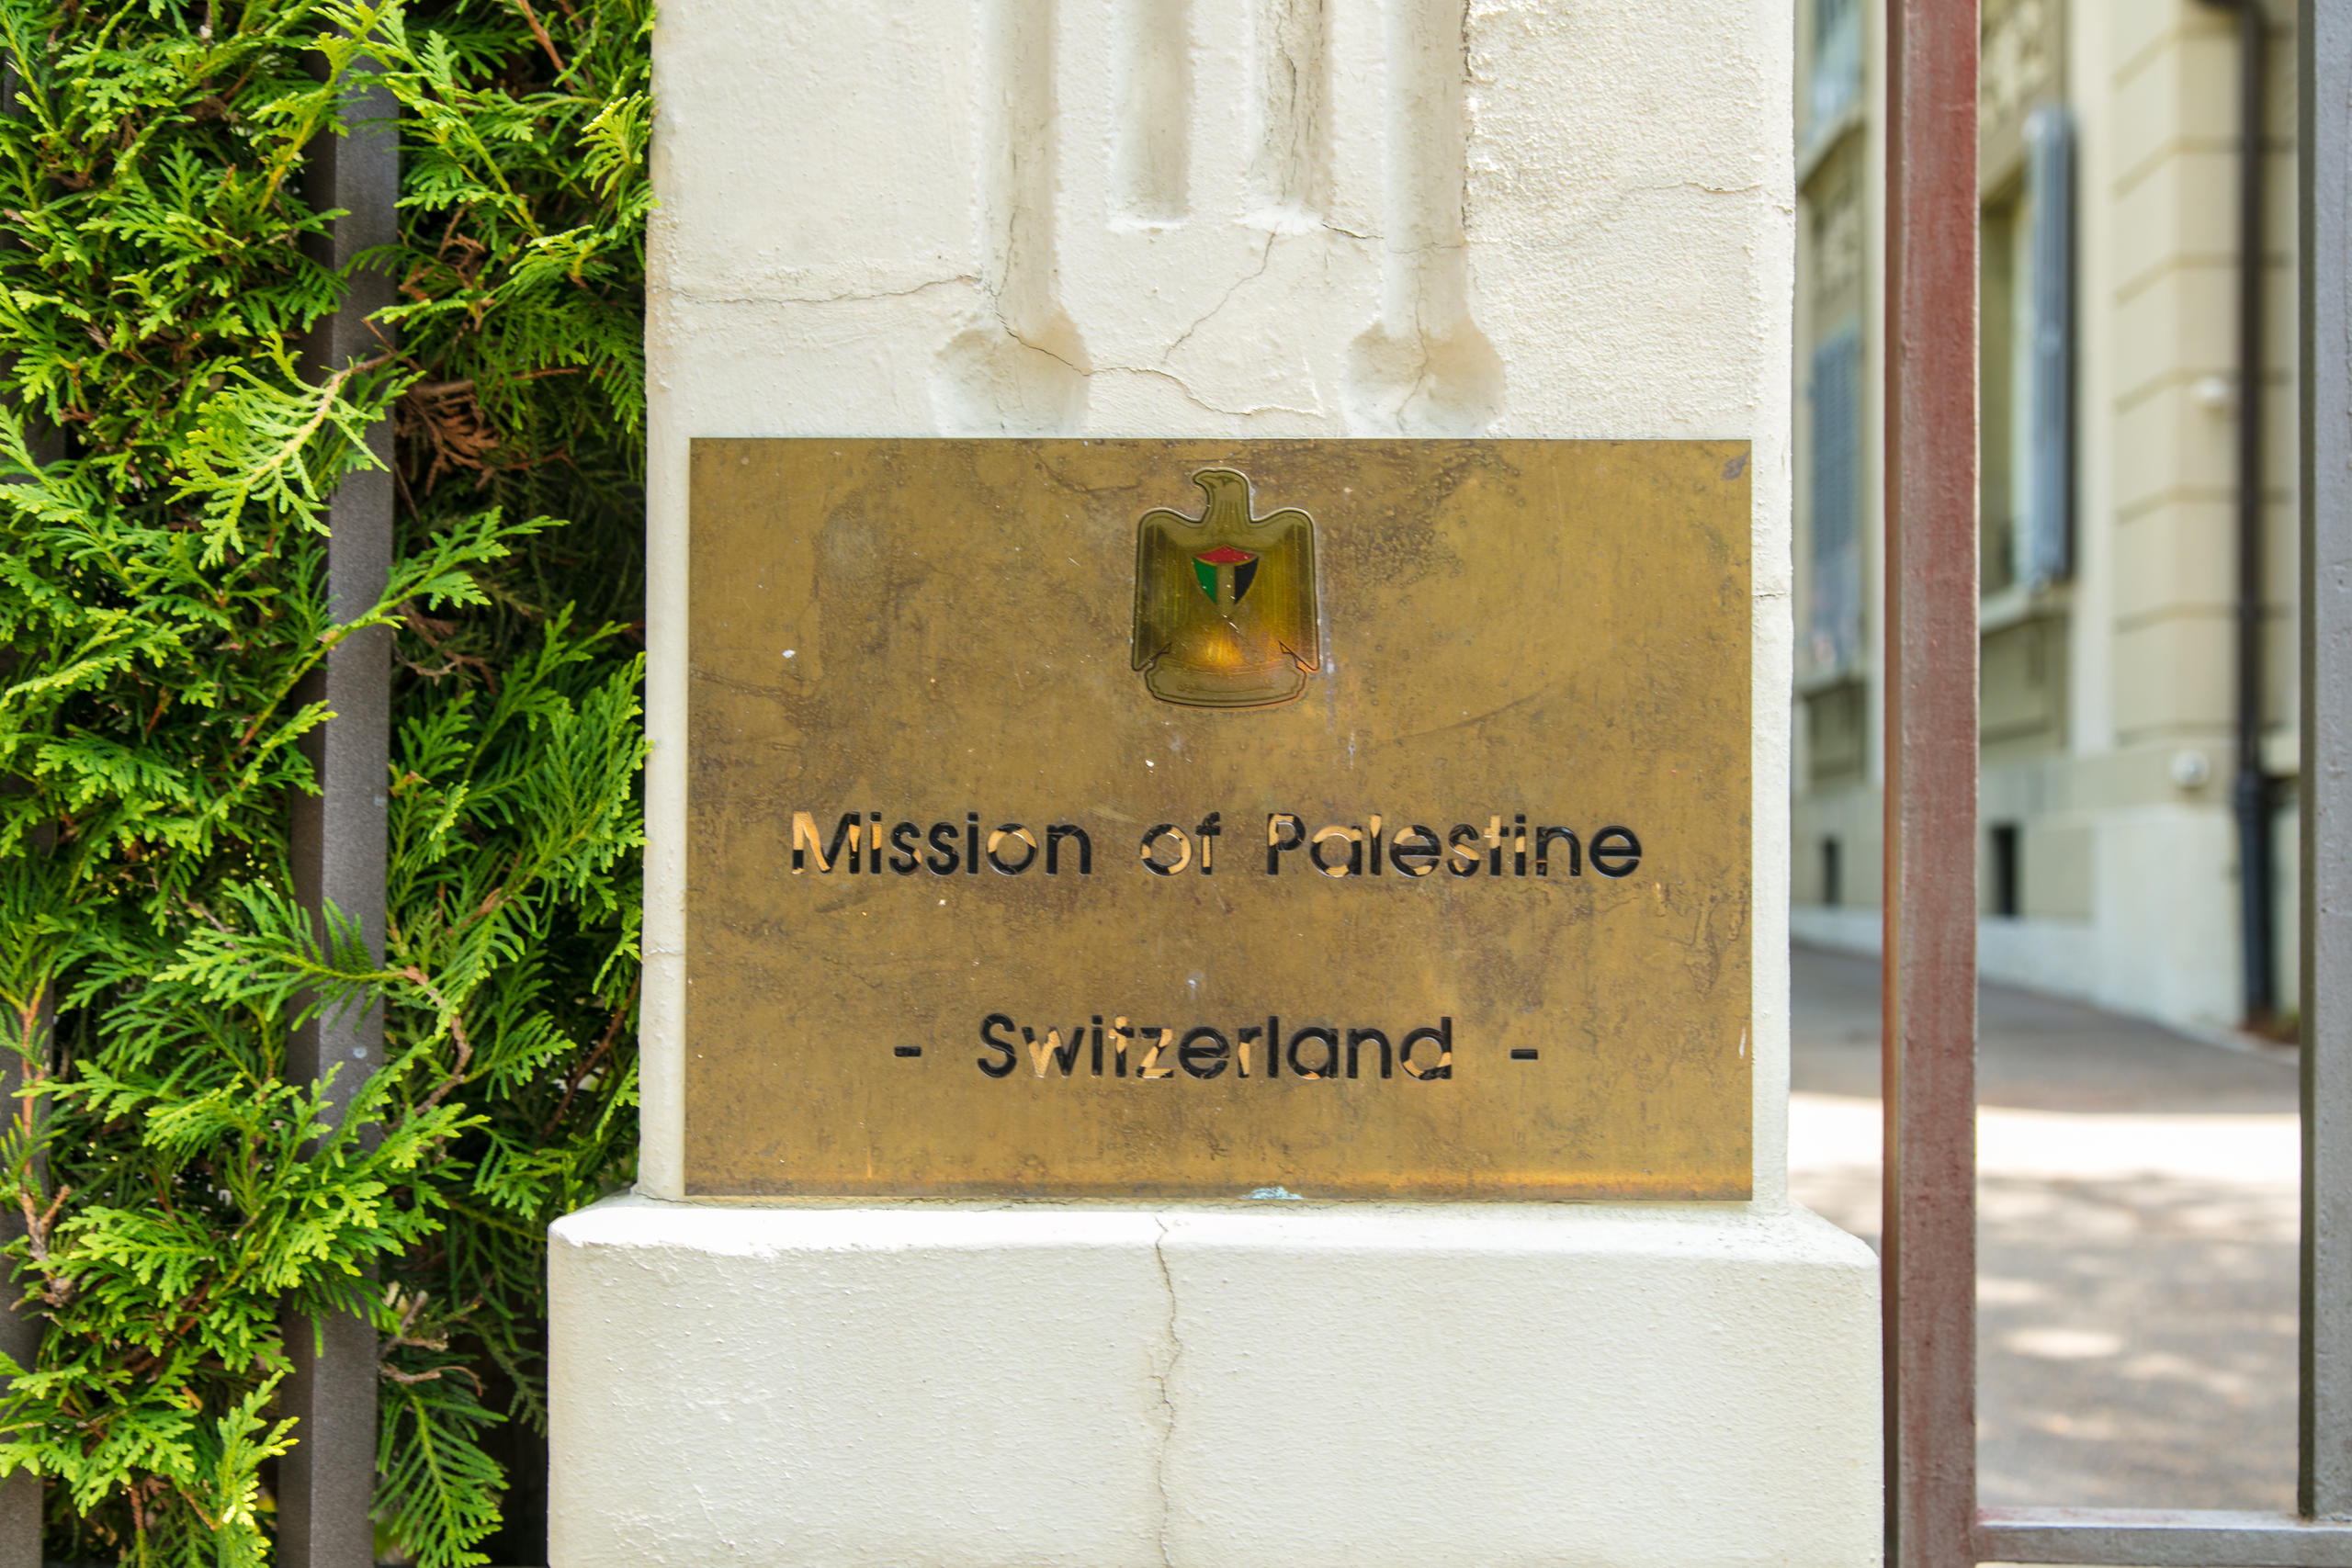 Mission of Palestine
- Switzerland -